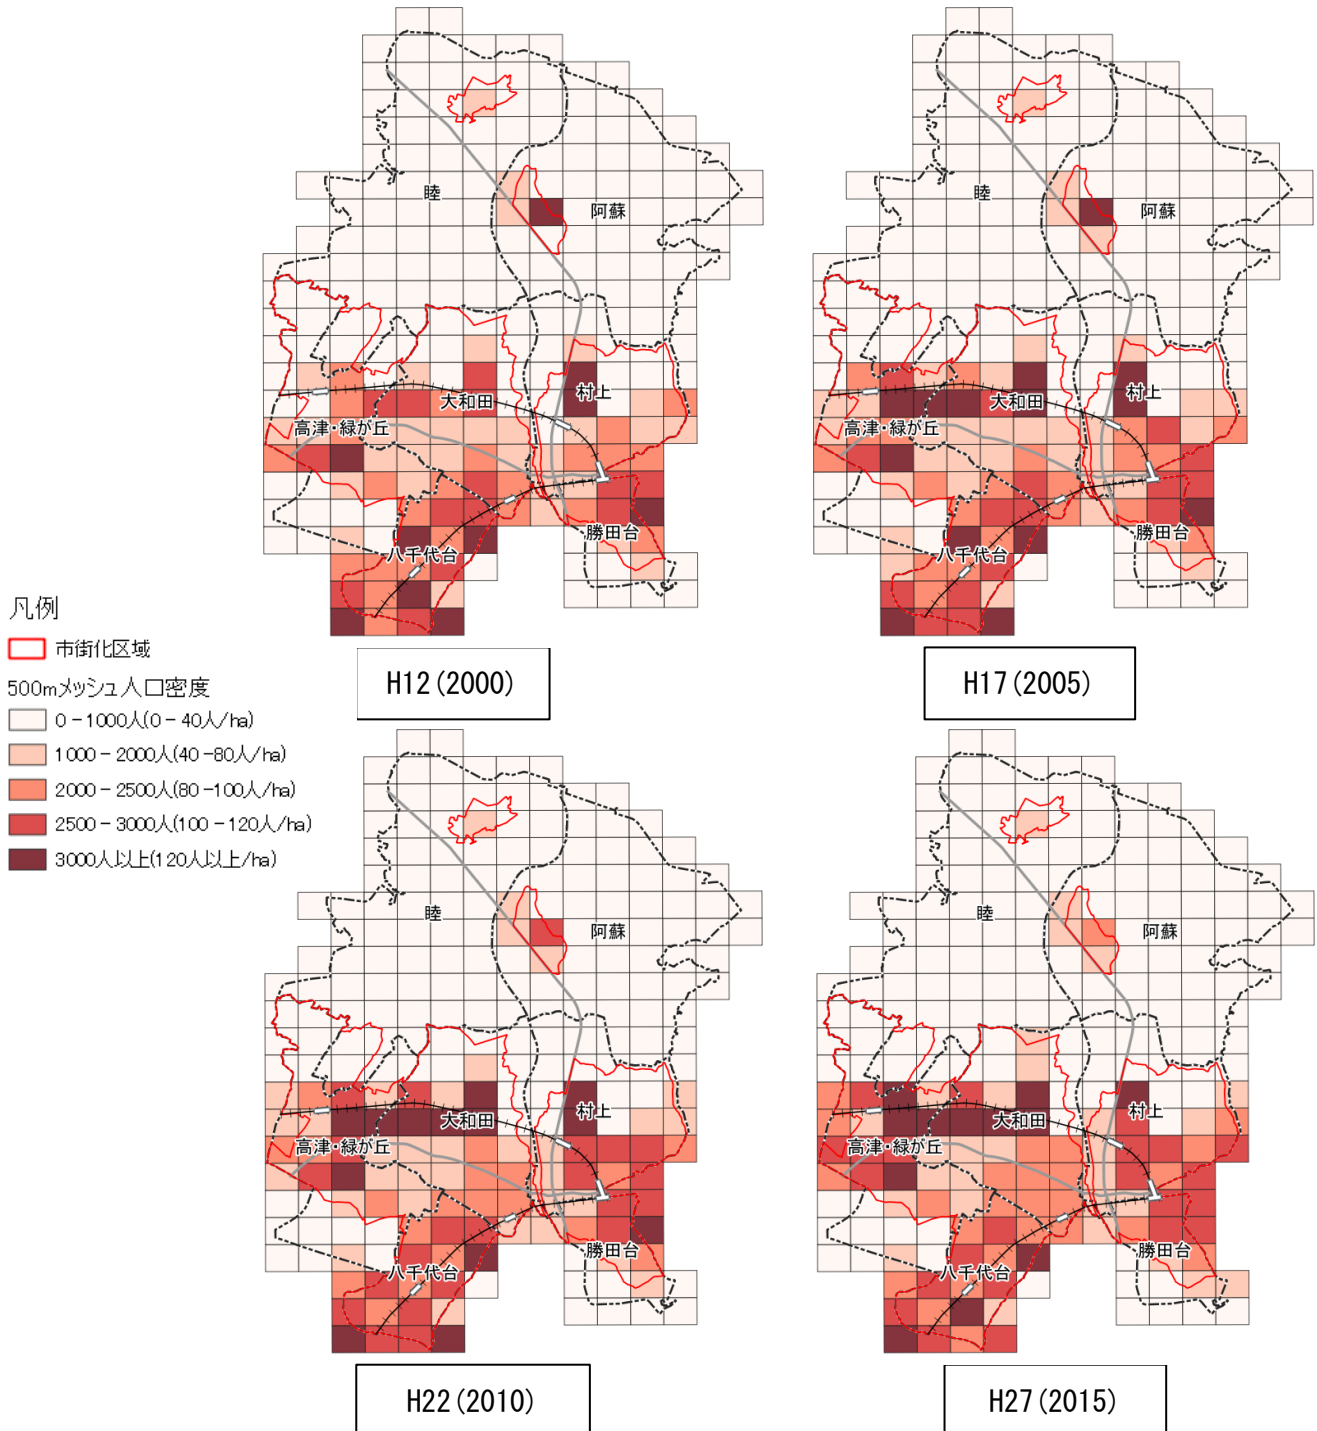 睦
阿蘇
村上
大和田
高津・緑が丘
勝田台
八千代台
H12(2000)
睦
阿蘇
村上
大和田
高津・緑が丘
勝田台
八千代台
H17(2005)
凡例
市街化区域
500mメッシュ人口密度
0-1000人(0-40人/ha)
1000-2000人(40-80人/ha)
2000-2500人(80-100人/ha)
2500-3000人(100-120人/ha)
3000人以上(120人以上/ha)
睦
阿蘇
村上
大和田
高津・緑が丘
勝田台
八千代台
H22(2010)
睦
阿蘇
村上
大和田
高津・緑が丘
勝田台
八千代台
H27(2015)